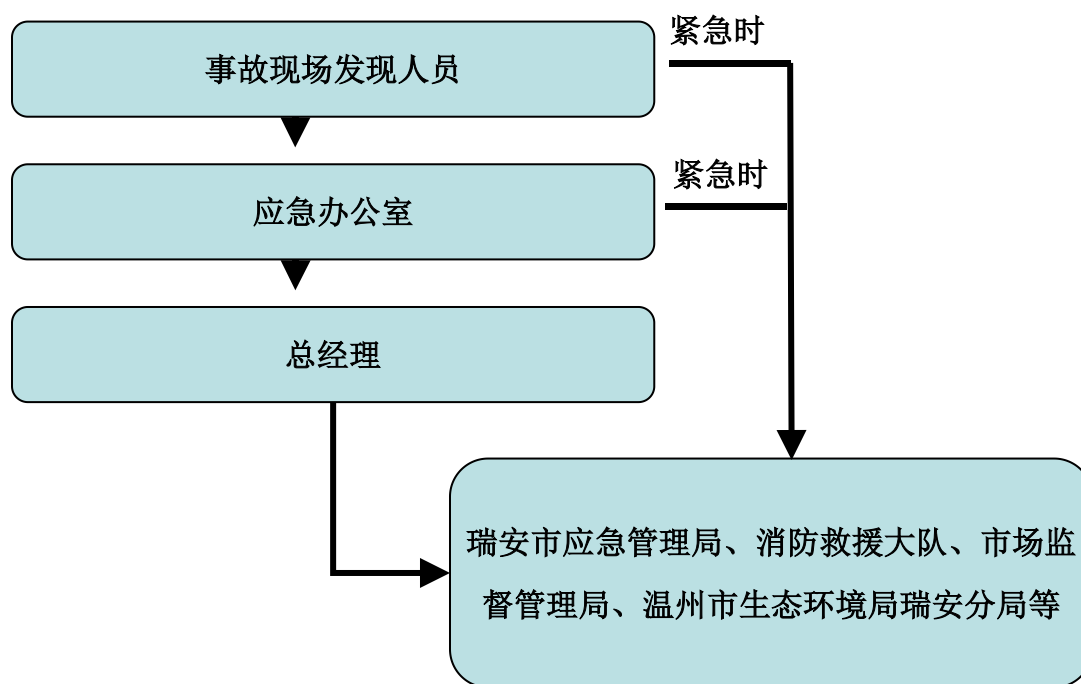 紧急时
事故现场发现人员
紧急时
应急办公室
总经理
瑞安市应急管理局、消防救援大队、市场监
督管理局、温州市生态环境局瑞安分局等